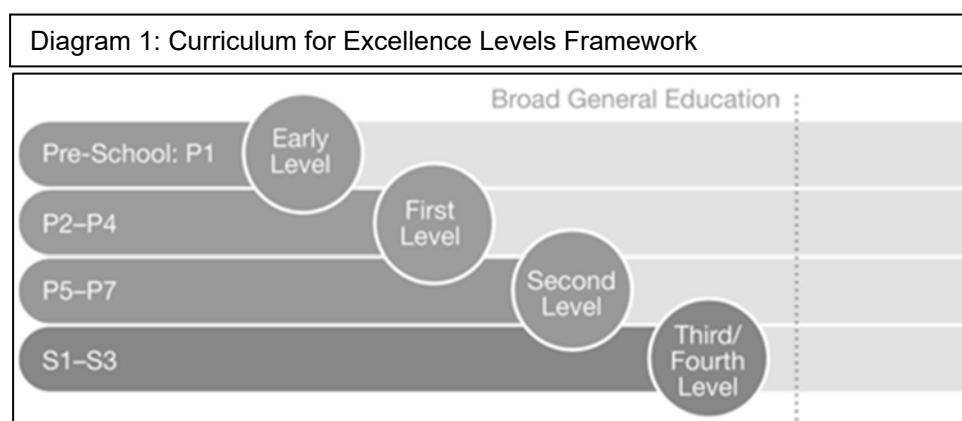 Diagram 1: Curriculum for Excellence Levels Framework
Broad General Education
Pre-School: P1
Early
Level
P2–P4
First
Level
P5–P7
Second
Level
S1–S3
Third/
Fourth
Level